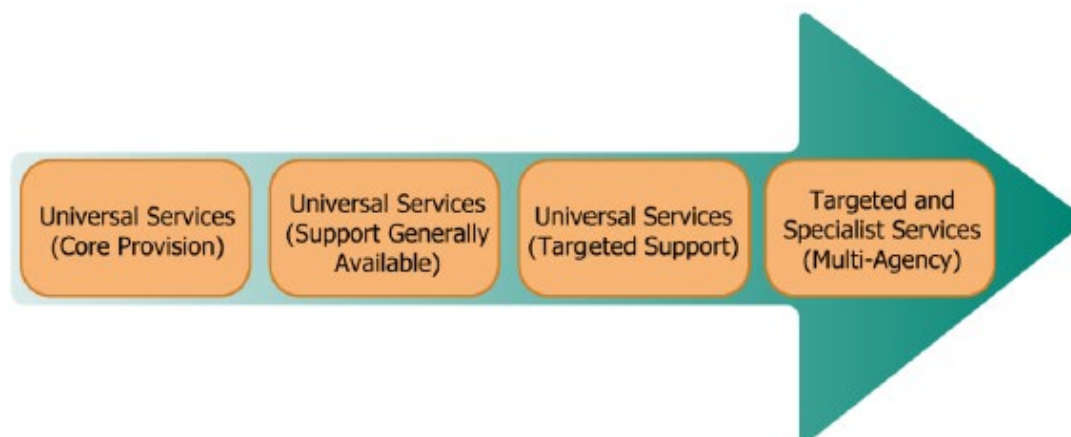 Universal Services
(Core Provision)
Universal Services
(Support Generally
Available)
Universal Services
(Targeted Support)
Targeted and
Specialist Services
(Multi-Agency)